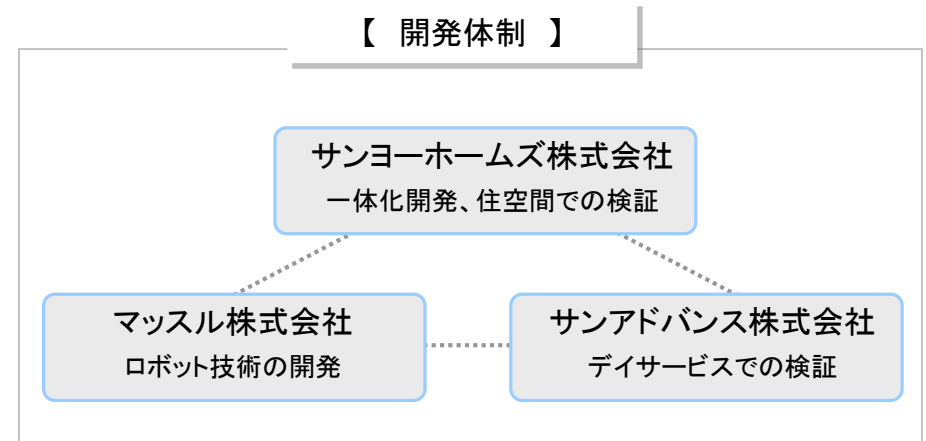 【 開発体制 】
サンヨーホームズ株式会社
一体化開発、住空間での検証
マッスル株式会社
ロボット技術の開発
サンアドバンス株式会社
デイサービスでの検証